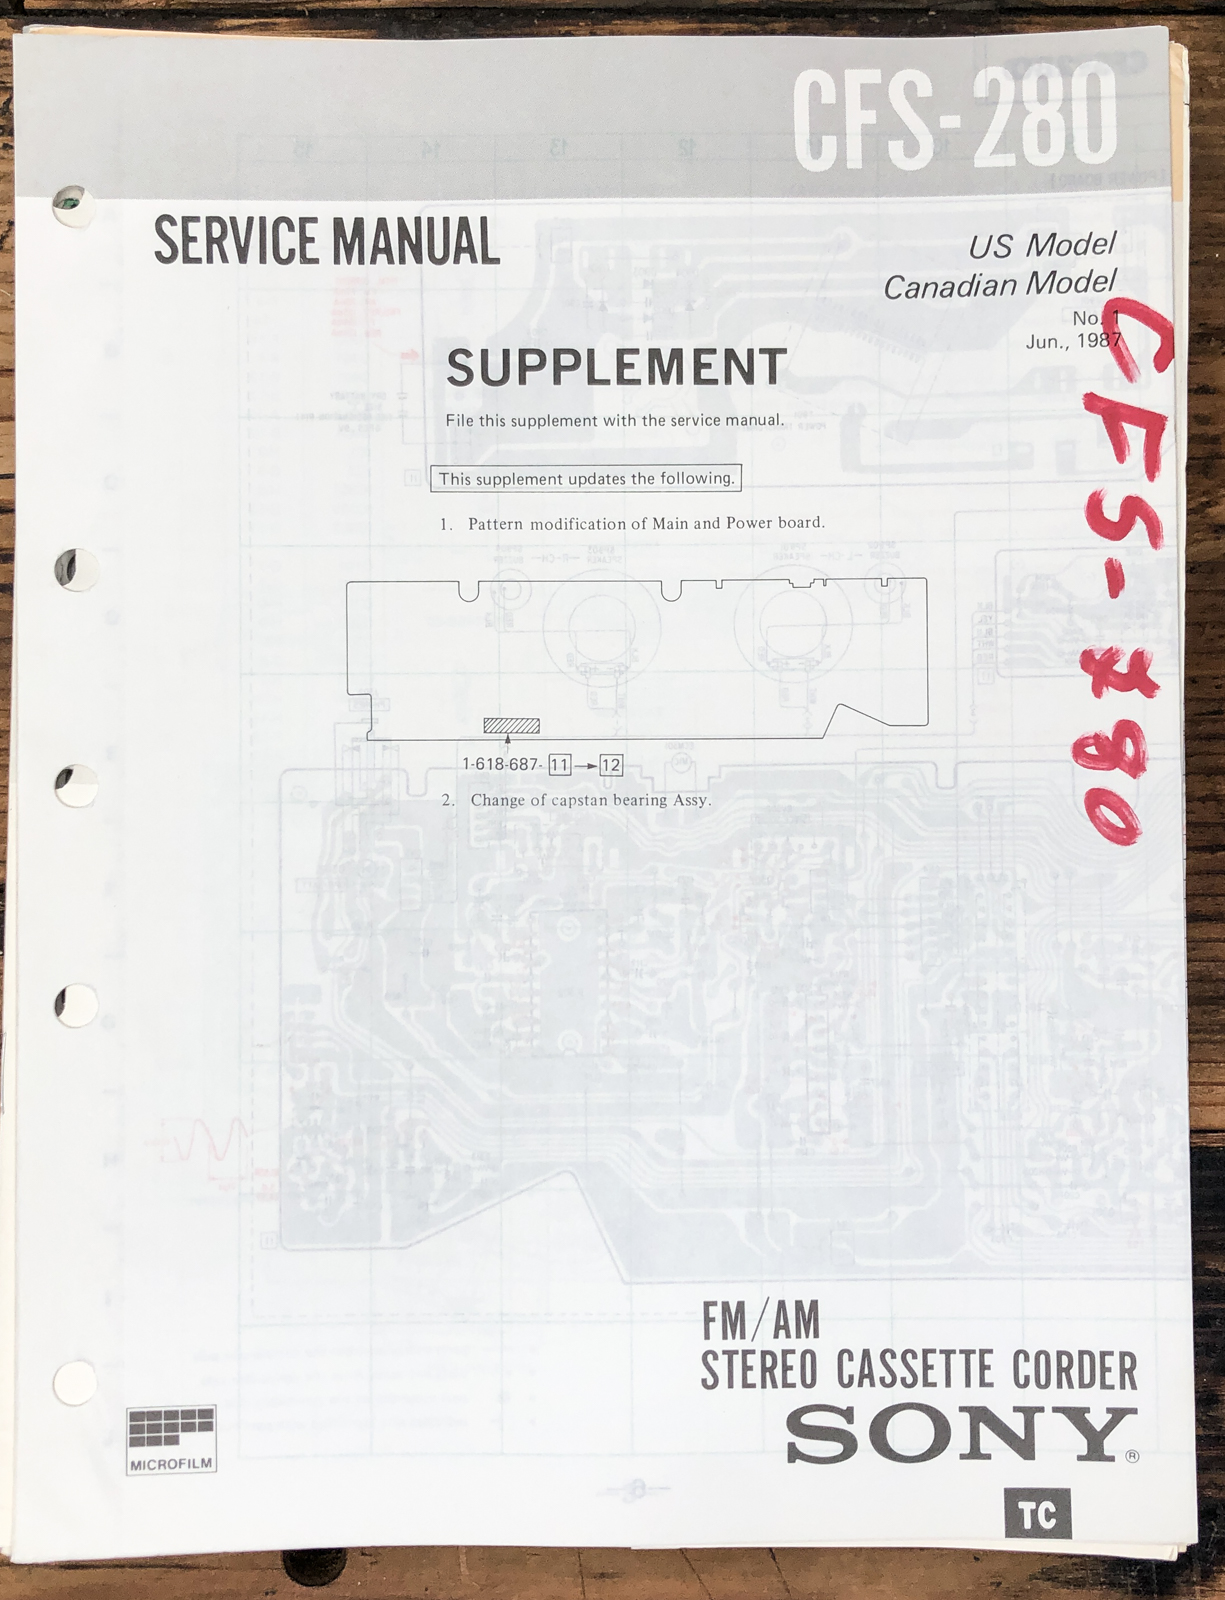 CFS-280
SERVICE MANUAL
US Model
Canadian Model
No. 1
Jun., 1987
SUPPLEMENT
File this supplement with the service manual.
This supplement updates the following.
1. Pattern modification of Main and Power board.
1-618-687- 11 → 12
2. Change of capstan bearing Assy.
CFS-280
FM/AM
STEREO CASSETTE CORDER
SONY®
MICROFILM
TC